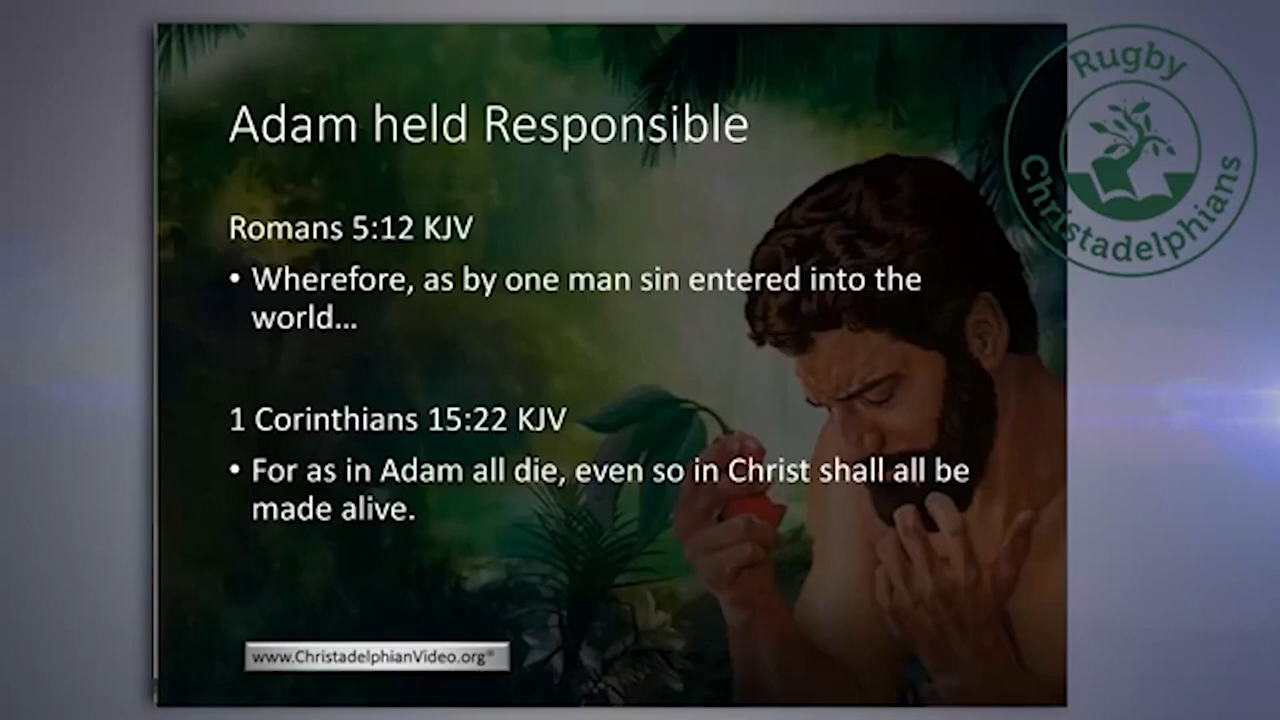 Adam held Responsible
Romans 5:12 KJV
• Wherefore, as by one man sin entered into the
world...
1 Corinthians 15:22 KJV
• For as in Adam all die, even so in Christ shall all be
made alive.
www.ChristadelphianVideo.org®
Rugby
Christadelphians